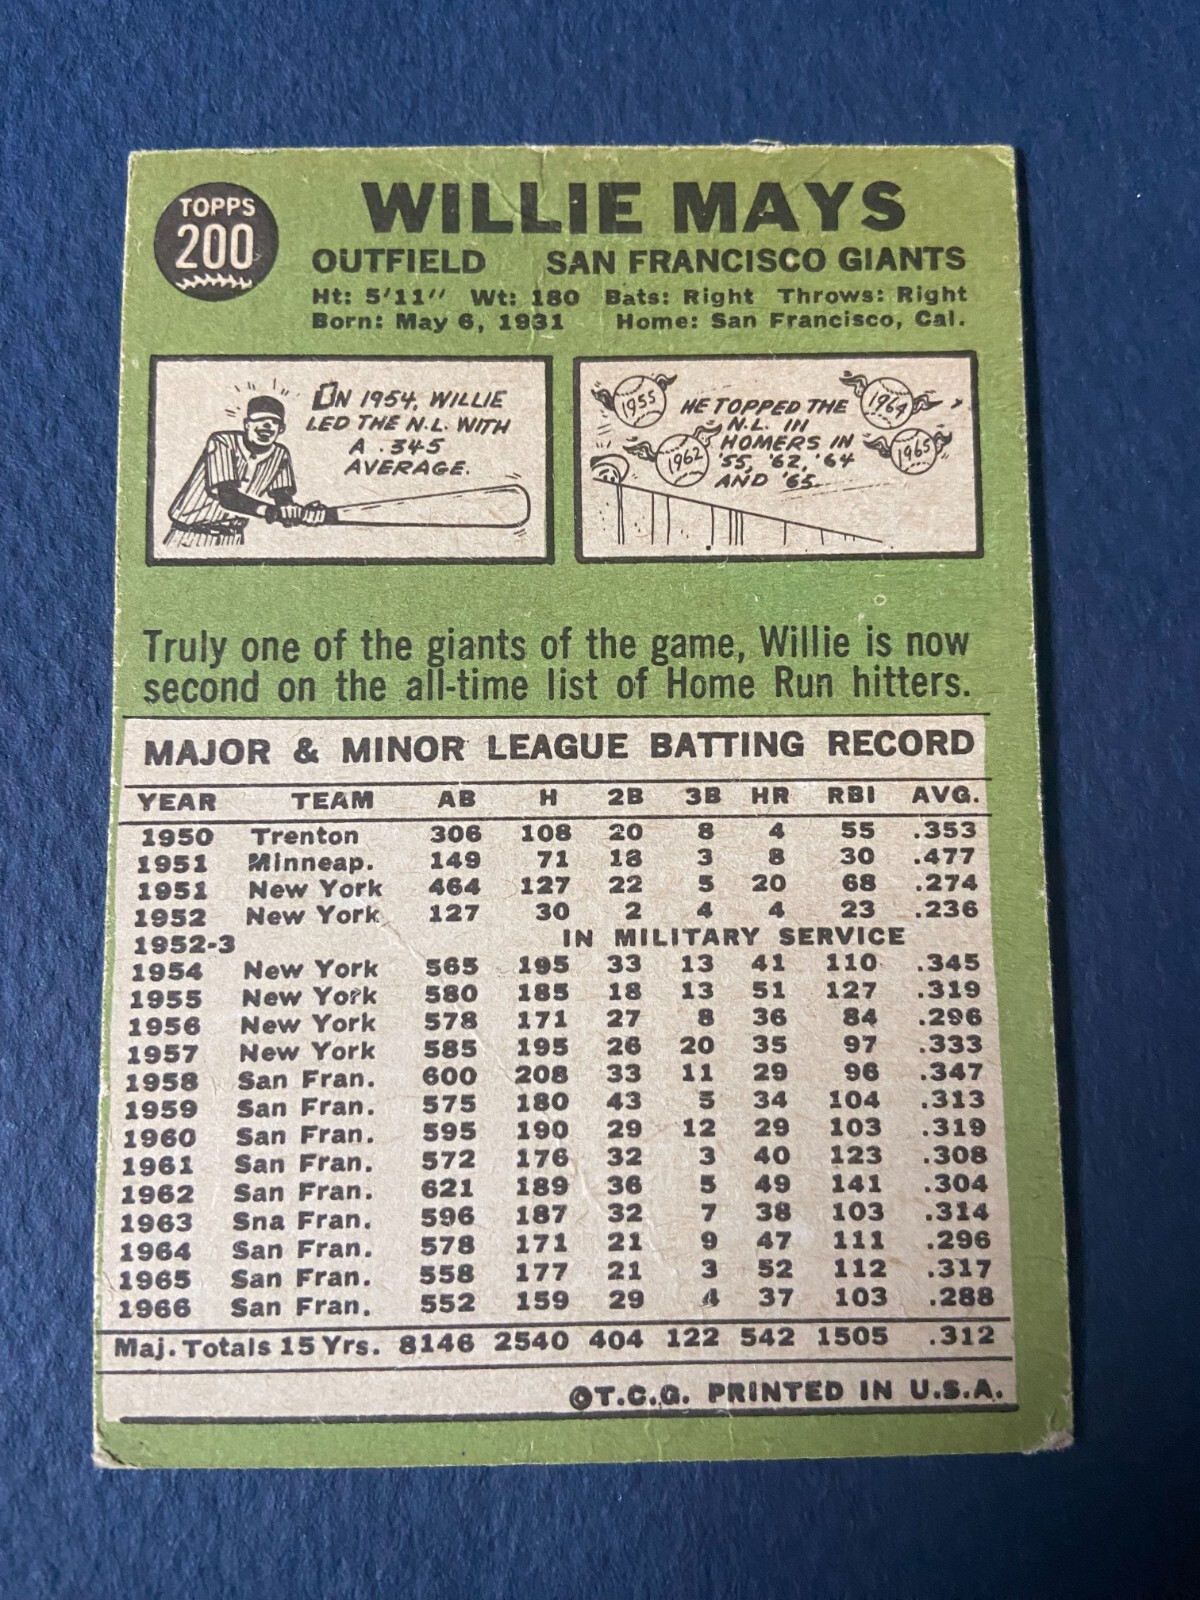 TOPPS
200
WILLIE MAYS
OUTFIELD SAN FRANCISCO GIANTS
Ht: 5'11" Wt: 180 Bats: Right Throws: Right
Born: May 6, 1931 Home: San Francisco, Cal.
IN 1954, WILLIE
LED THE N.L. WITH
A .345
AVERAGE.
1955
1962
HE TOPPED THE
N.L. IN
HOMERS IN
'55, '62, '64
AND '65.
1964
1965
Truly one of the giants of the game, Willie is now
second on the all-time list of Home Run hitters.
MAJOR & MINOR LEAGUE BATTING RECORD
YEAR TEAM AB H 2B 3B HR RBI AVG.
1950 Trenton 306 108 20 8 4 55 .353
1951 Minneap. 149 71 18 3 8 30 .477
1951 New York 464 127 22 5 20 68 .274
1952 New York 127 30 2 4 4 23 .236
1952-3 IN MILITARY SERVICE
1954 New York 565 195 33 13 41 110 .345
1955 New York 580 185 18 13 51 127 .319
1956 New York 578 171 27 8 36 84 .296
1957 New York 585 195 26 20 35 97 .333
1958 San Fran. 600 208 33 11 29 96 .347
1959 San Fran. 575 180 43 5 34 104 .313
1960 San Fran. 595 190 29 12 29 103 .319
1961 San Fran. 572 176 32 3 40 123 .308
1962 San Fran. 621 189 36 5 49 141 .304
1963 Sna Fran. 596 187 32 7 38 103 .314
1964 San Fran. 578 171 21 9 47 111 .296
1965 San Fran. 558 177 21 3 52 112 .317
1966 San Fran. 552 159 29 4 37 103 .288
Maj. Totals 15 Yrs. 8146 2540 404 122 542 1505 .312
©T.C.G. PRINTED IN U.S.A.